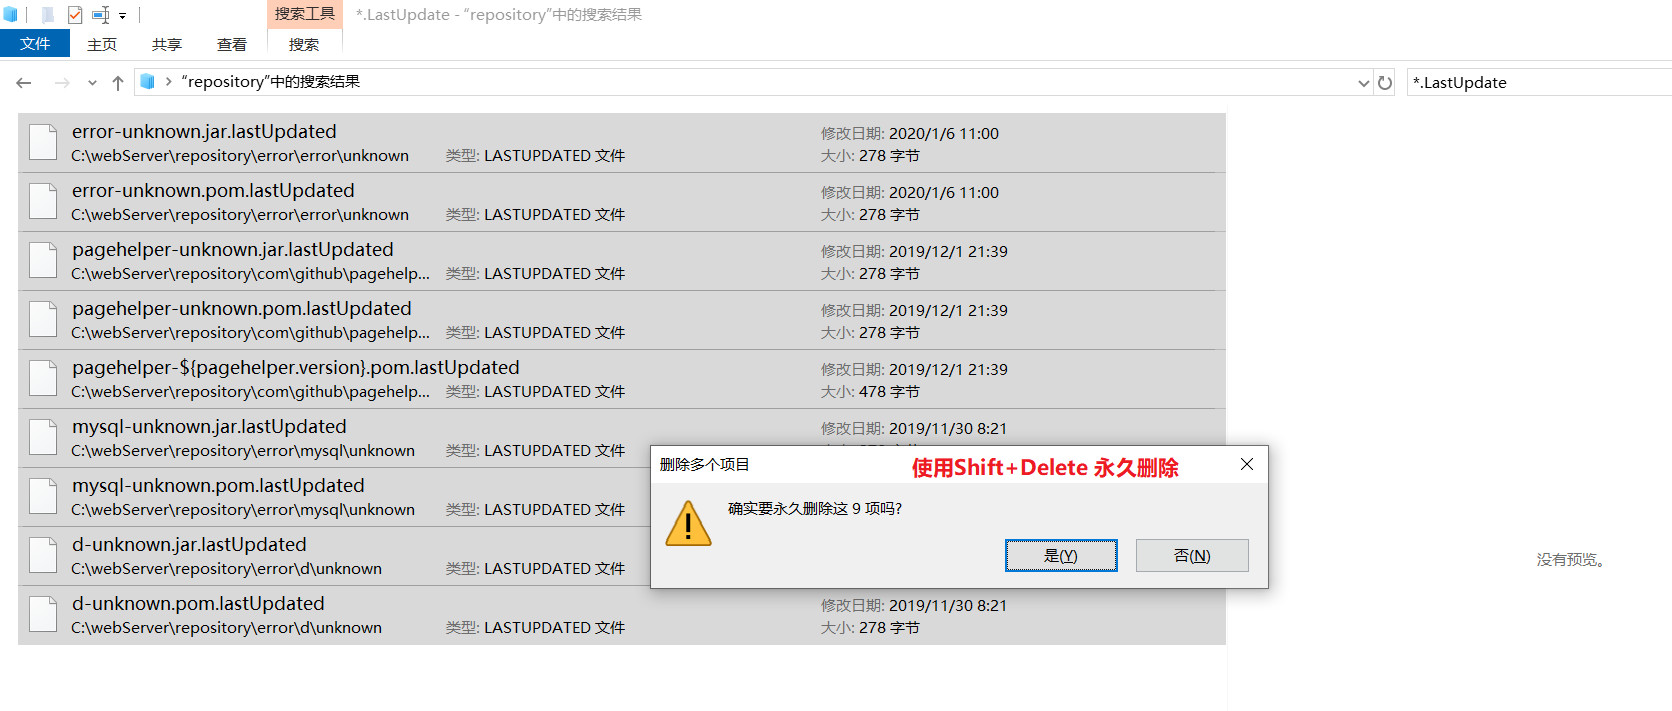 搜索工具
*.LastUpdate - “repository”中的搜索结果
文件 主页 共享 查看 搜索
“repository”中的搜索结果
*.LastUpdate
error-unknown.jar.lastUpdated 修改日期: 2020/1/6 11:00
C:\webServer\repository\error\error\unknown 类型: LASTUPDATED 文件 大小: 278 字节
error-unknown.pom.lastUpdated 修改日期: 2020/1/6 11:00
C:\webServer\repository\error\error\unknown 类型: LASTUPDATED 文件 大小: 278 字节
pagehelper-unknown.jar.lastUpdated 修改日期: 2019/12/1 21:39
C:\webServer\repository\com\github\pagehelp... 类型: LASTUPDATED 文件 大小: 278 字节
pagehelper-unknown.pom.lastUpdated 修改日期: 2019/12/1 21:39
C:\webServer\repository\com\github\pagehelp... 类型: LASTUPDATED 文件 大小: 278 字节
pagehelper-${pagehelper.version}.pom.lastUpdated 修改日期: 2019/12/1 21:39
C:\webServer\repository\com\github\pagehelp... 类型: LASTUPDATED 文件 大小: 478 字节
mysql-unknown.jar.lastUpdated 修改日期: 2019/11/30 8:21
C:\webServer\repository\error\mysql\unknown 类型: LASTUPDATED 文件
mysql-unknown.pom.lastUpdated
C:\webServer\repository\error\mysql\unknown 类型: LASTUPDATED 文件
d-unknown.jar.lastUpdated
C:\webServer\repository\error\d\unknown 类型: LASTUPDATED 文件
d-unknown.pom.lastUpdated 修改日期: 2019/11/30 8:21
C:\webServer\repository\error\d\unknown 类型: LASTUPDATED 文件 大小: 278 字节
删除多个项目
使用Shift+Delete 永久删除
确实要永久删除这 9 项吗?
是(Y) 否(N)
没有预览。